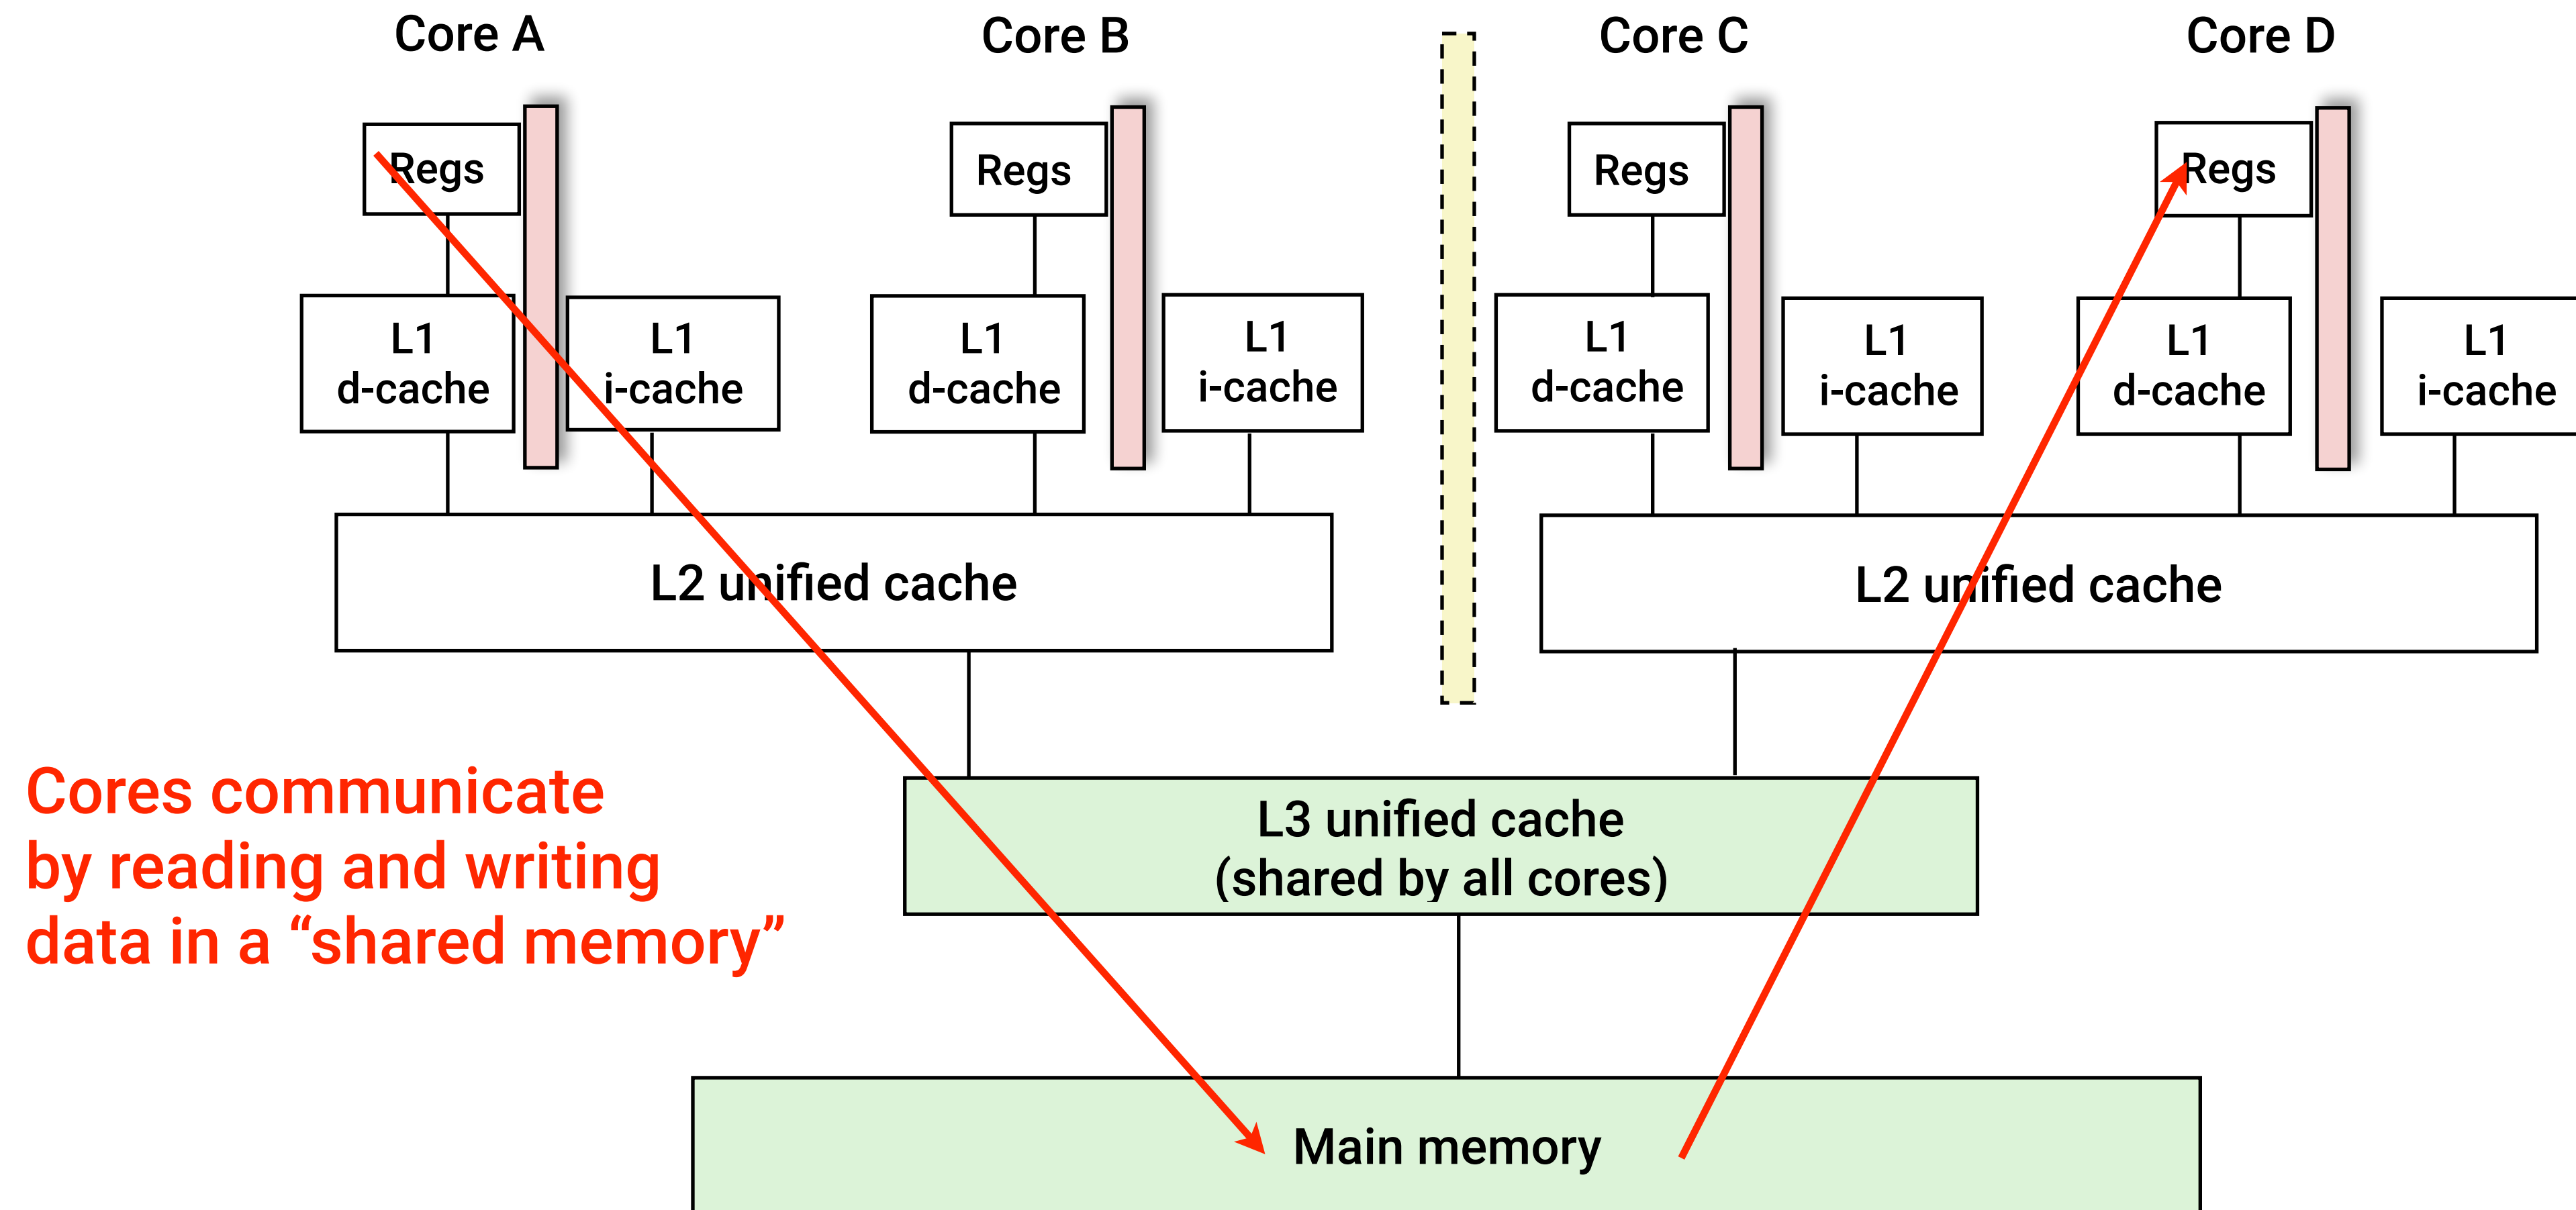 Core A
Core B
Core C
Core D
Regs
Regs
Regs
Regs
L1
d-cache
L1
i-cache
L1
d-cache
L1
i-cache
L1
d-cache
L1
i-cache
L1
d-cache
L1
i-cache
L2 unified cache
L2 unified cache
Cores communicate
by reading and writing
data in a “shared memory”
L3 unified cache
(shared by all cores)
Main memory